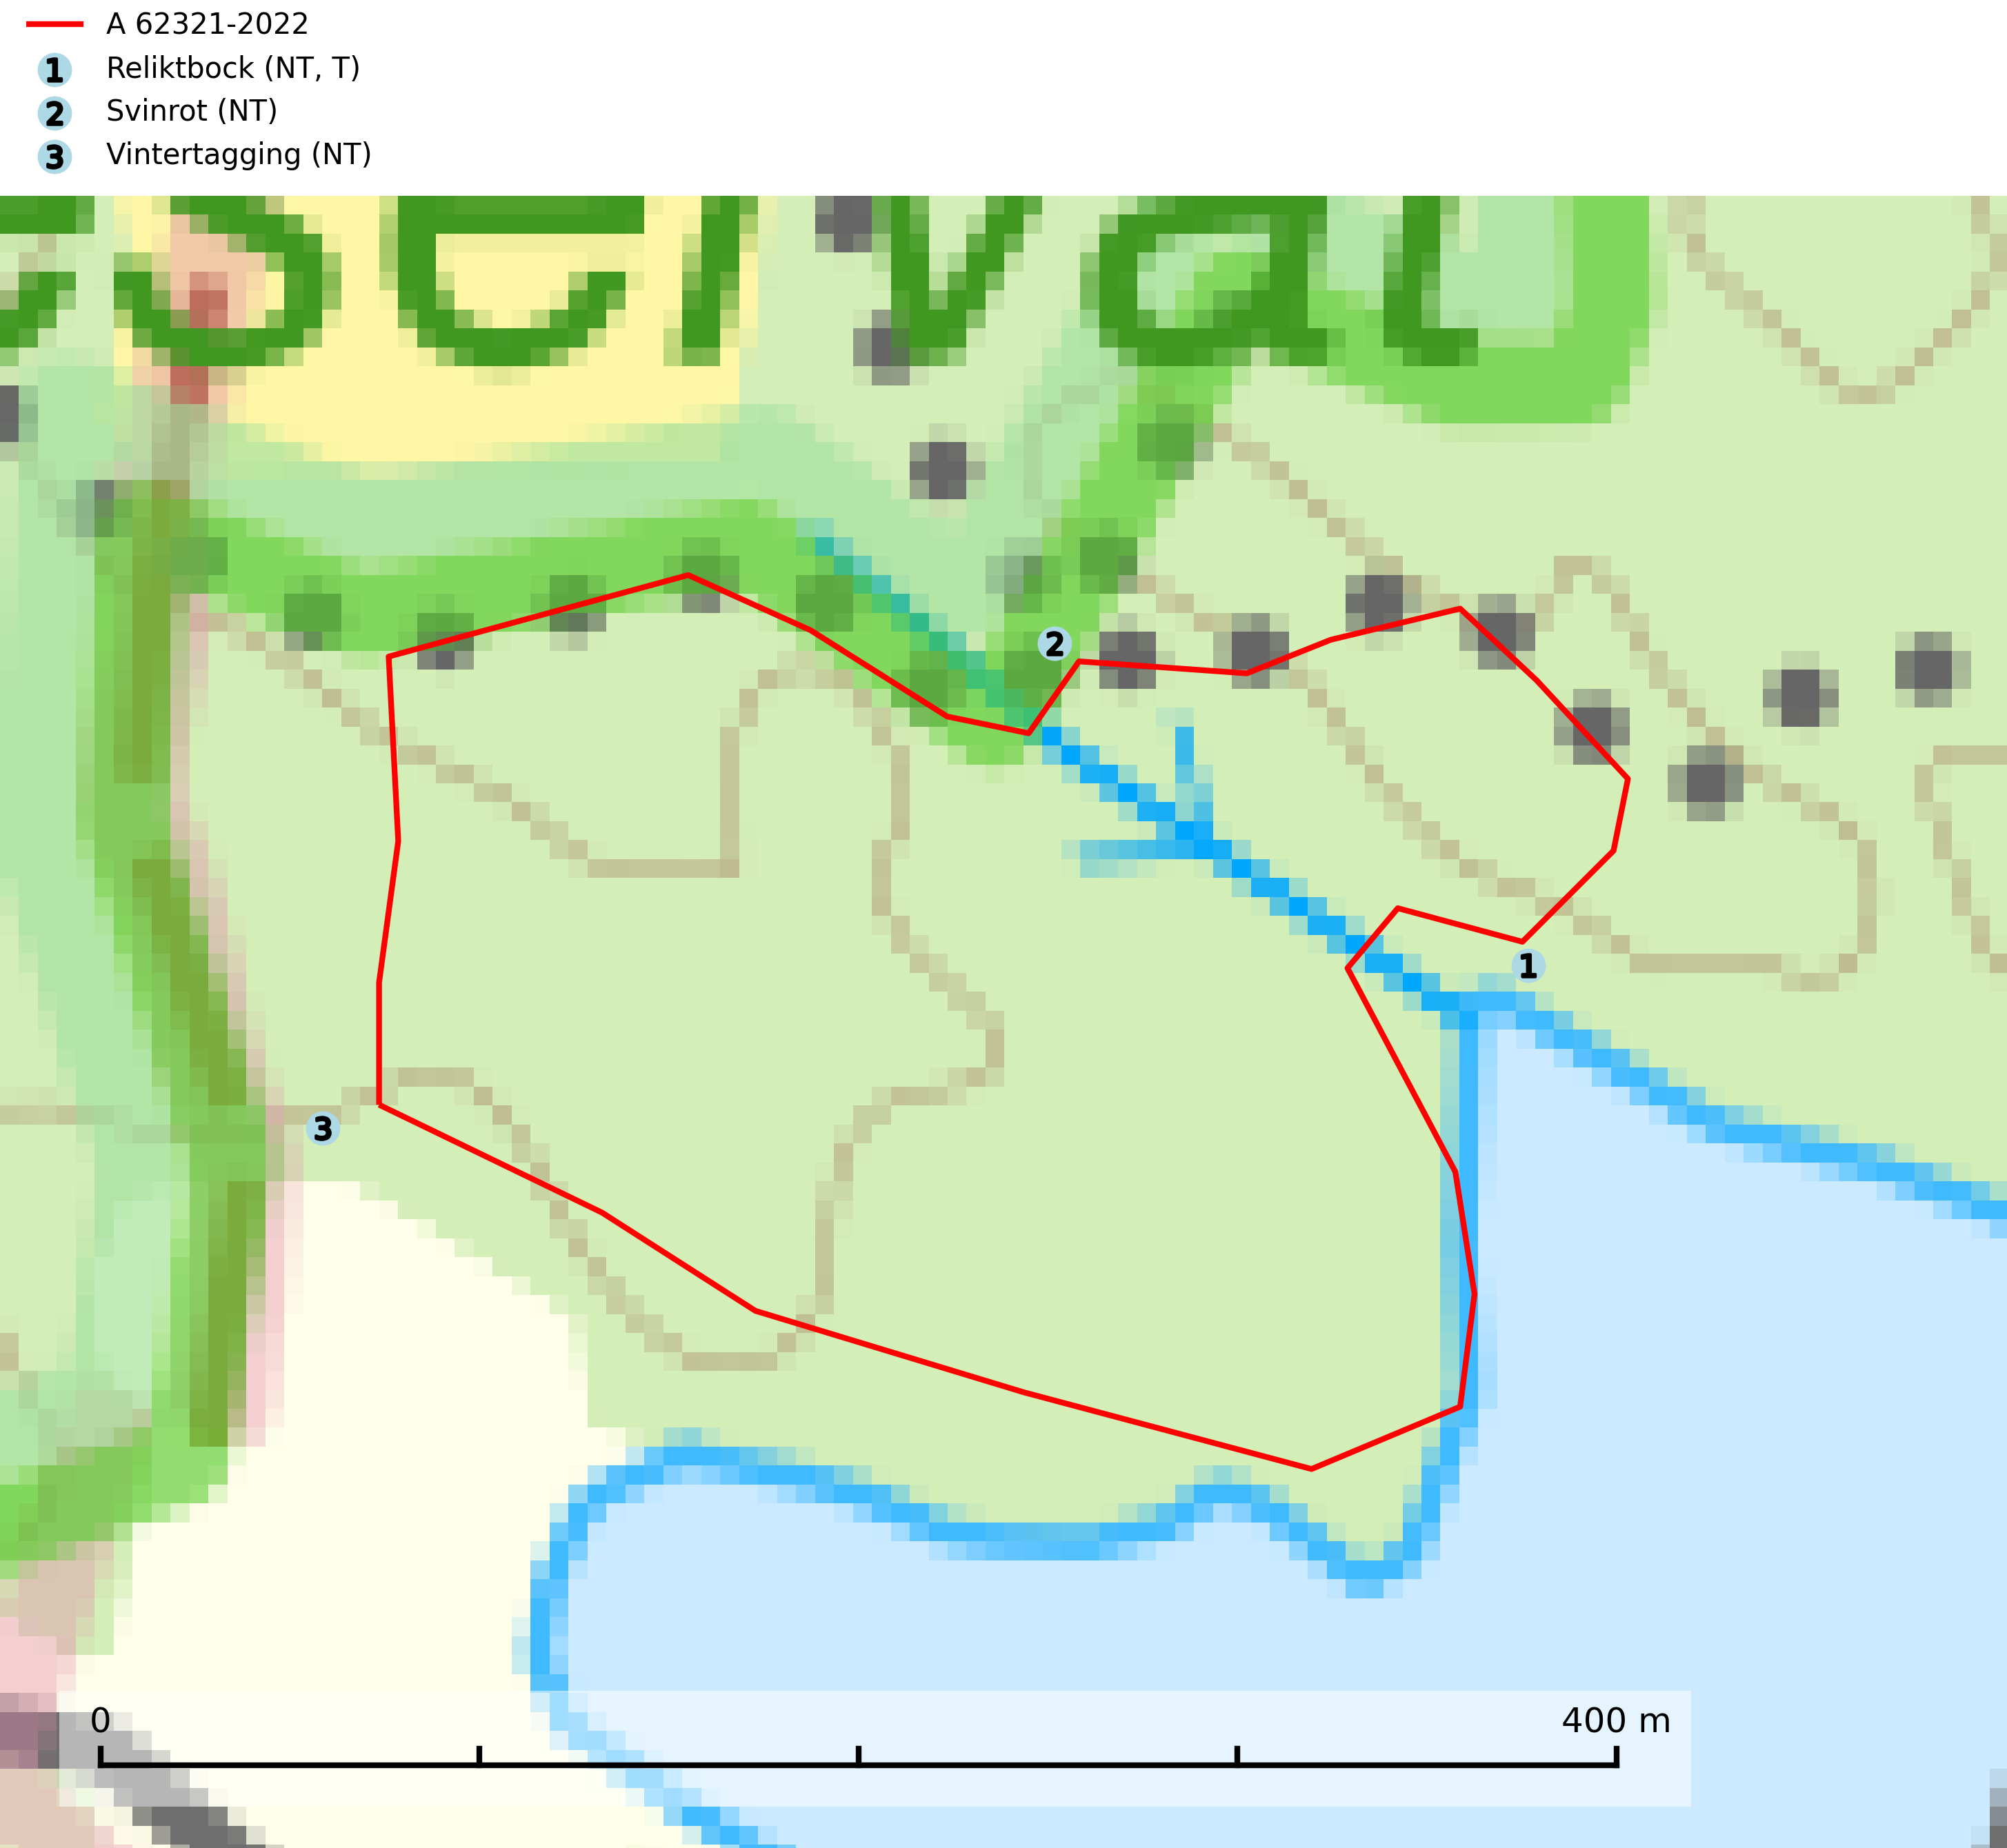 A 62321-2022
1 Reliktbock (NT, T)
2 Svinrot (NT)
3 Vintertagging (NT)
2
1
3
0 400 m